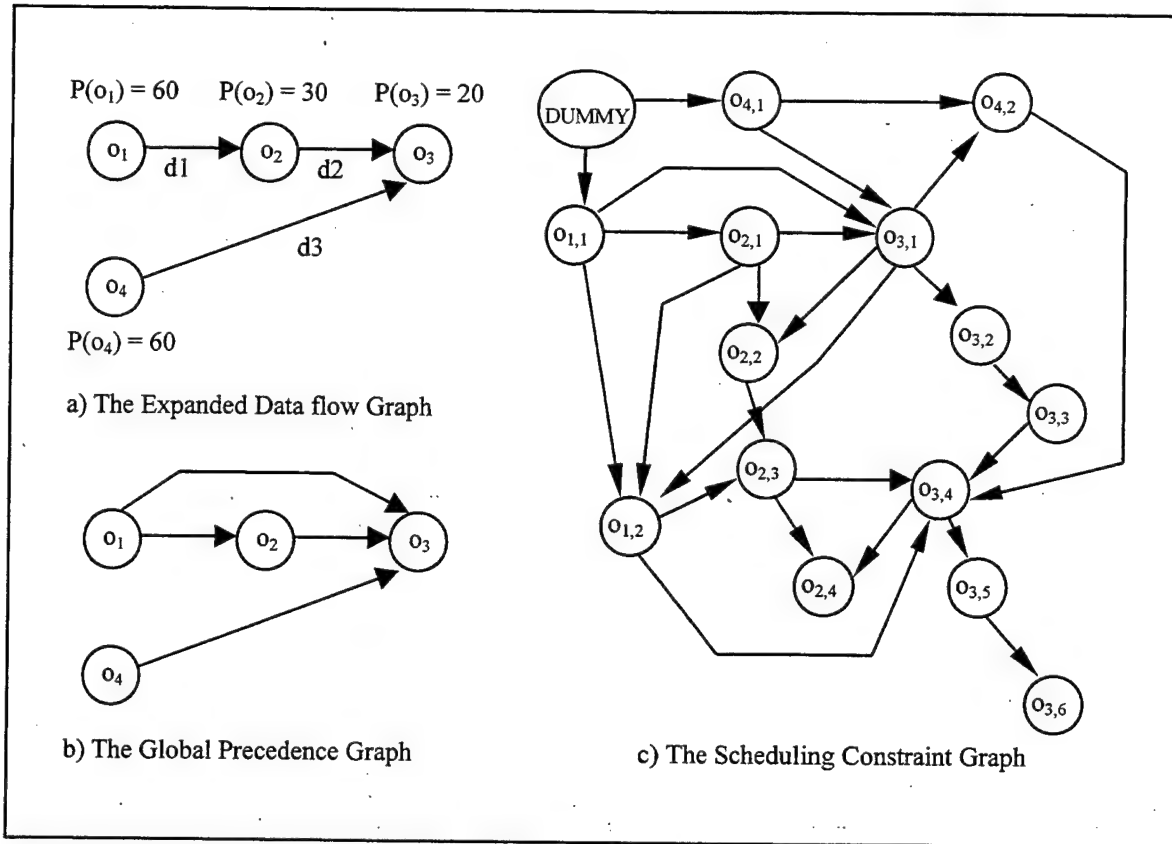 P(o1) = 60 P(o2) = 30 P(o3) = 20
o1 o2 o3
d1 d2
d3
o4
P(o4) = 60
a) The Expanded Data flow Graph
o1 o2 o3
o4
b) The Global Precedence Graph
DUMMY o4,1 o4,2
o1,1 o2,1 o3,1
o2,2 o3,2
o3,3
o2,3 o3,4
o1,2
o2,4 o3,5
o3,6
c) The Scheduling Constraint Graph